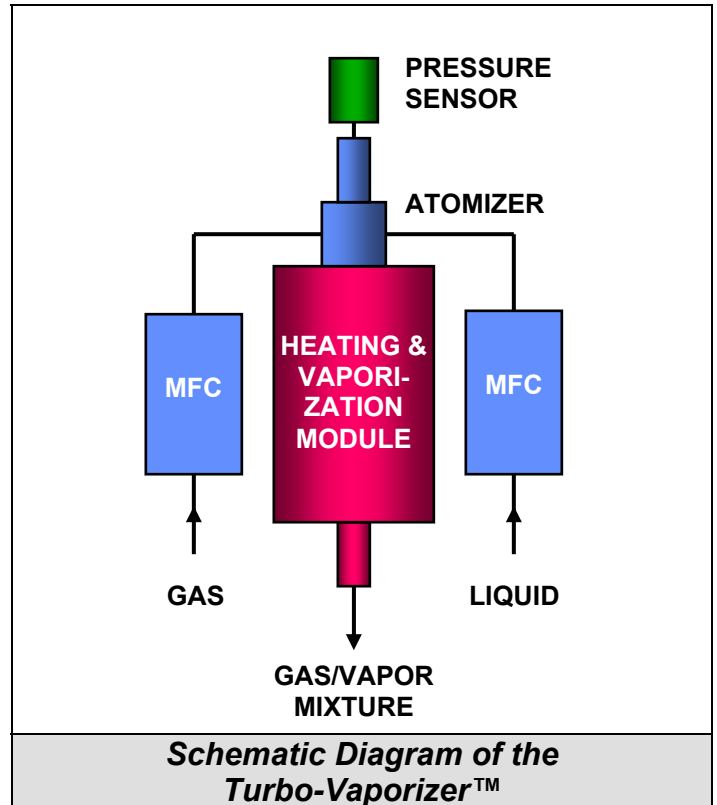 PRESSURE
SENSOR
ATOMIZER
HEATING &
VAPORI-
ZATION
MODULE
MFC
MFC
GAS
LIQUID
GAS/VAPOR
MIXTURE
Schematic Diagram of the
Turbo-Vaporizer™